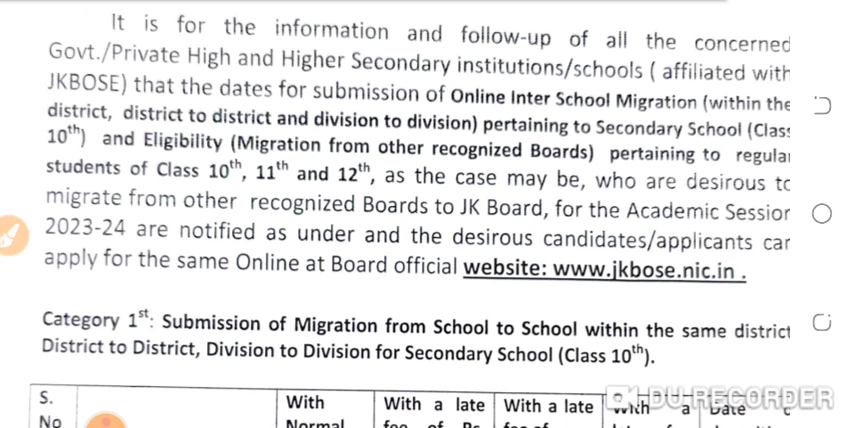 It is for the information and follow-up of all the concerned
Govt./Private High and Higher Secondary institutions/schools ( affiliated with
JKBOSE) that the dates for submission of Online Inter School Migration (within the
district, district to district and division to division) pertaining to Secondary School (Class
10th) and Eligibility (Migration from other recognized Boards) pertaining to regular
students of Class 10th, 11th and 12th, as the case may be, who are desirous to
migrate from other recognized Boards to JK Board, for the Academic Session
2023-24 are notified as under and the desirous candidates/applicants can
apply for the same Online at Board official website: www.jkbose.nic.in .
Category 1st: Submission of Migration from School to School within the same district
District to District, Division to Division for Secondary School (Class 10th).
S. With With a late With a late With a Date
No Normal fee of Rs fee of
DU RECORDER